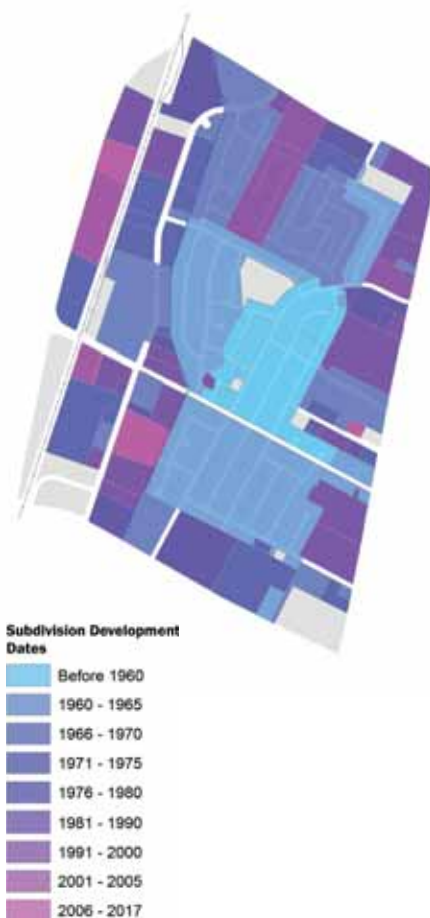 Subdivision Development
Dates
Before 1960
1960 - 1965
1966 - 1970
1971 - 1975
1976 - 1980
1981 - 1990
1991 - 2000
2001 - 2005
2006 - 2017